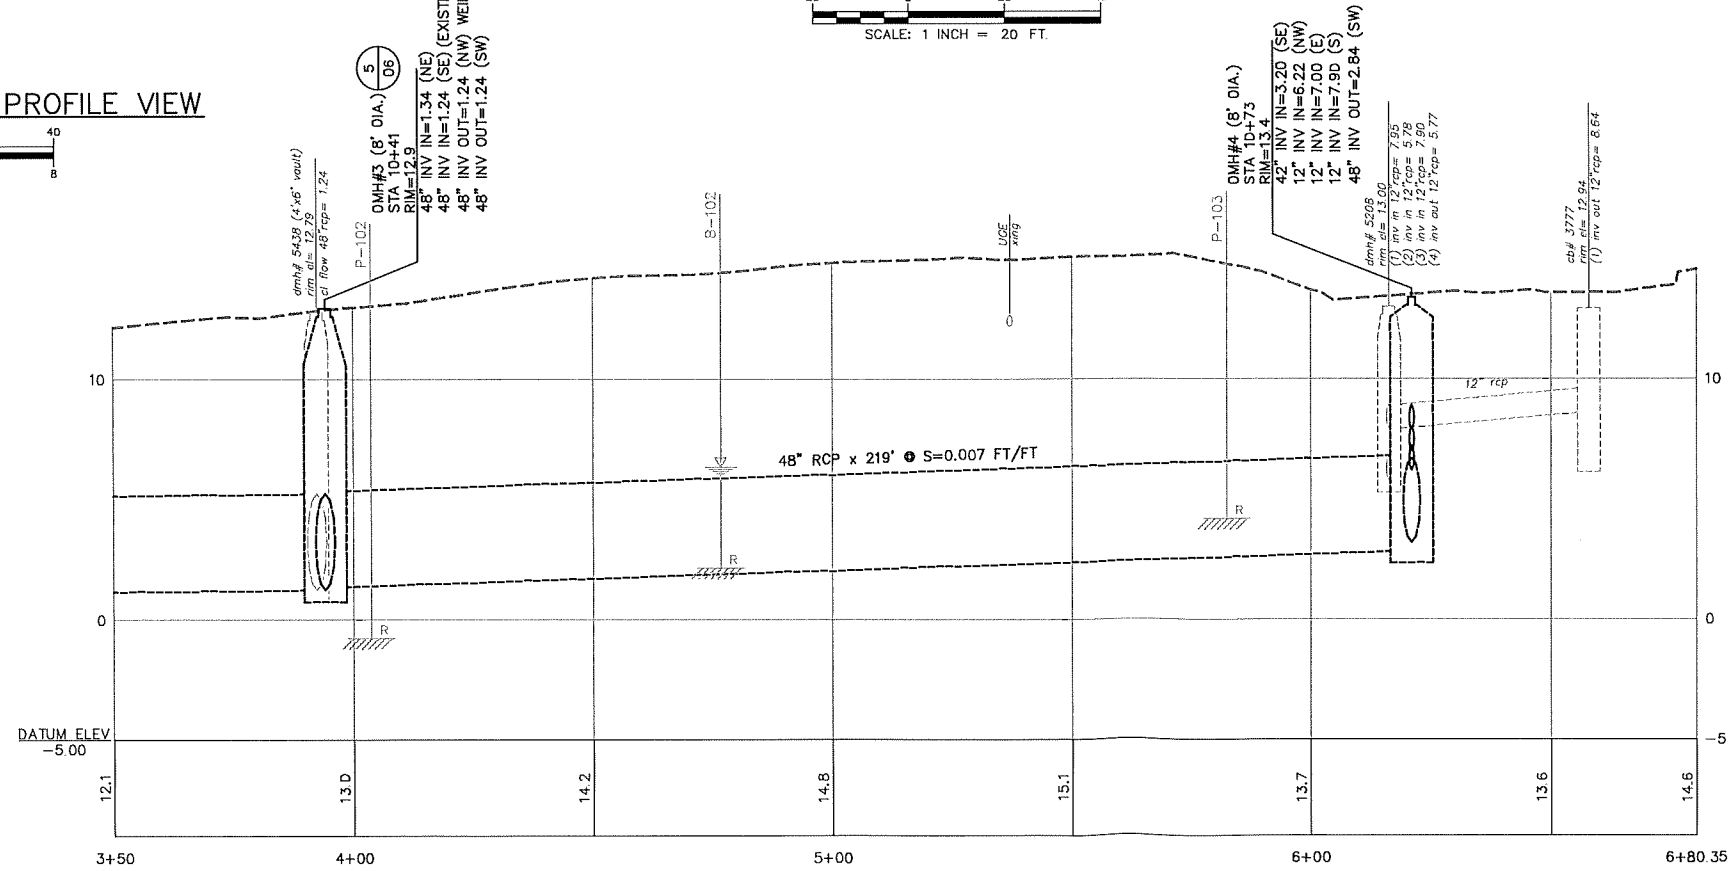 PROFILE VIEW
40
8
SCALE: 1 INCH = 20 FT.
dmh# 5438 (4'x6' vault)
rim el= 12.79
cl flow 48"rcp= 1.24
P-102
5
06
DMH#3 (8' DIA.)
STA 10+41
RIM=12.9
48" INV IN=1.34 (NE)
48" INV IN=1.24 (SE)
48" INV OUT=1.24 (NW)
48" INV OUT=1.24 (SW)
B-102
UGE
xing
0
P-103
DMH#4 (8' DIA.)
STA 10+73
RIM=13.4
42" INV IN=3.20 (SE)
12" INV IN=6.22 (NW)
12" INV IN=7.00 (E)
12" INV IN=7.90 (S)
48" INV OUT=2.84 (SW)
dmh# 5208
rim el= 13.00
(1) inv in 12"rcp= 7.95
(2) inv in 12"rcp= 5.78
(3) inv in 12"rcp= 7.90
(4) inv out 12"rcp= 5.77
cb# 3777
rim el= 12.94
(1) inv out 12"rcp= 8.64
10
10
12" rcp
48" RCP x 219' @ S=0.007 FT/FT
R
R
R
0
0
DATUM ELEV
-5.00
-5
12.1
13.0
14.2
14.8
15.1
13.7
13.6
14.6
3+50
4+00
5+00
6+00
6+80.35